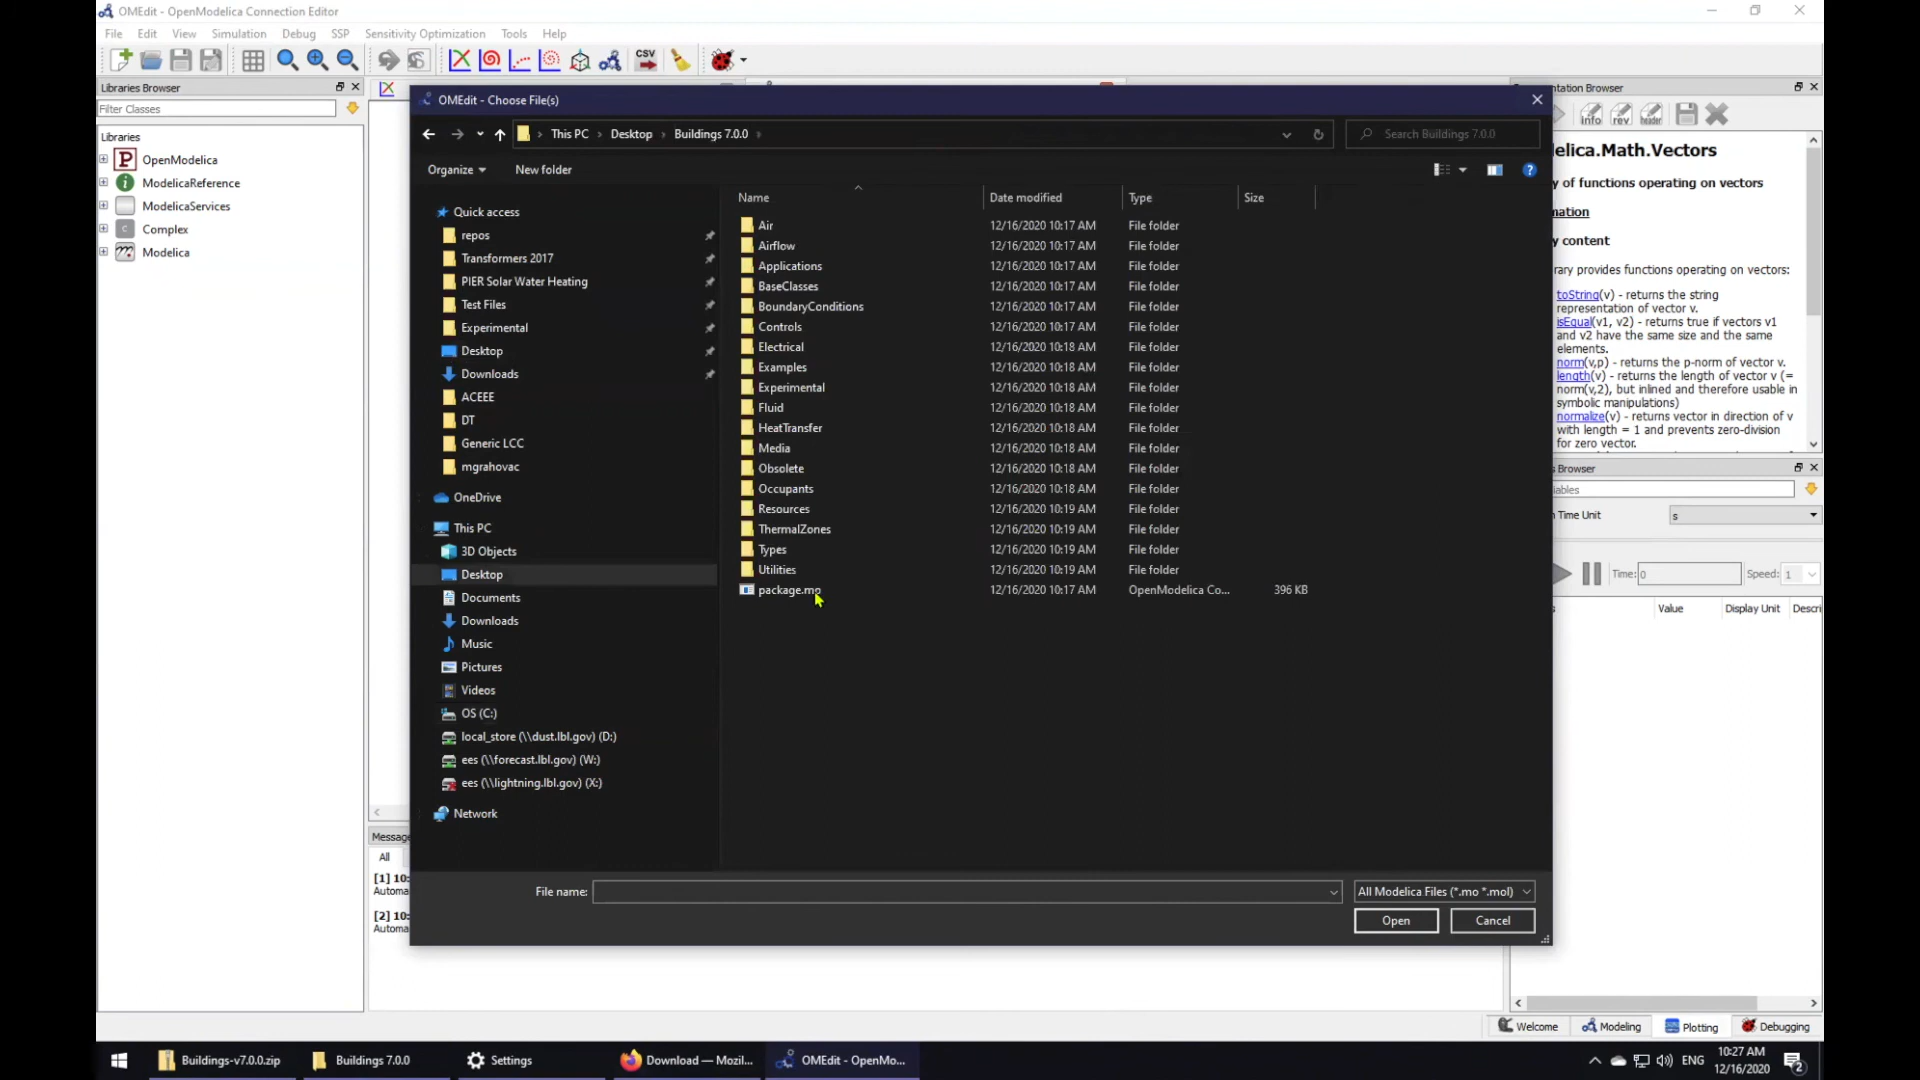 OMEdit - OpenModelica Connection Editor
File Edit View Simulation Debug SSP Sensitivity Optimization Tools Help
CSV
Libraries Browser
Filter Classes
Libraries
P OpenModelica
i ModelicaReference
ModelicaServices
C Complex
Modelica
OMEdit - Choose File(s)
This PC > Desktop > Buildings 7.0.0 >
Search Buildings 7.0.0
Organize New folder
Quick access
repos
Transformers 2017
PIER Solar Water Heating
Test Files
Experimental
Desktop
Downloads
ACEEE
DT
Generic LCC
mgrahovac
OneDrive
This PC
3D Objects
Desktop
Documents
Downloads
Music
Pictures
Videos
OS (C:)
local_store (\\dust.lbl.gov) (D:)
ees (\\forecast.lbl.gov) (W:)
ees (\\lightning.lbl.gov) (X:)
Network
Name Date modified Type Size
Air 12/16/2020 10:17 AM File folder
Airflow 12/16/2020 10:17 AM File folder
Applications 12/16/2020 10:17 AM File folder
BaseClasses 12/16/2020 10:17 AM File folder
BoundaryConditions 12/16/2020 10:17 AM File folder
Controls 12/16/2020 10:17 AM File folder
Electrical 12/16/2020 10:18 AM File folder
Examples 12/16/2020 10:18 AM File folder
Experimental 12/16/2020 10:18 AM File folder
Fluid 12/16/2020 10:18 AM File folder
HeatTransfer 12/16/2020 10:18 AM File folder
Media 12/16/2020 10:18 AM File folder
Obsolete 12/16/2020 10:18 AM File folder
Occupants 12/16/2020 10:18 AM File folder
Resources 12/16/2020 10:19 AM File folder
ThermalZones 12/16/2020 10:19 AM File folder
Types 12/16/2020 10:19 AM File folder
Utilities 12/16/2020 10:19 AM File folder
package.mo 12/16/2020 10:17 AM OpenModelica Co... 396 KB
File name:
All Modelica Files (*.mo *.mol)
Open Cancel
Message
All
[1] 10:
Automa
[2] 10:
Automa
ntation Browser
info rev header
elica.Math.Vectors
y of functions operating on vectors
mation
y content
rary provides functions operating on vectors:
toString(v) - returns the string
representation of vector v.
isEqual(v1, v2) - returns true if vectors v1
and v2 have the same size and the same
elements.
norm(v,p) - returns the p-norm of vector v.
length(v) - returns the length of vector v (=
norm(v,2), but inlined and therefore usable in
symbolic manipulations)
normalize(v) - returns vector in direction of v
with length = 1 and prevents zero-division
for zero vector.
s Browser
iables
n Time Unit s
Time: 0 Speed: 1
s Value Display Unit Descri
Welcome Modeling Plotting Debugging
Buildings-v7.0.0.zip Buildings 7.0.0 Settings Download — Mozil... OMEdit - OpenMo...
ENG 10:27 AM
12/16/2020
2